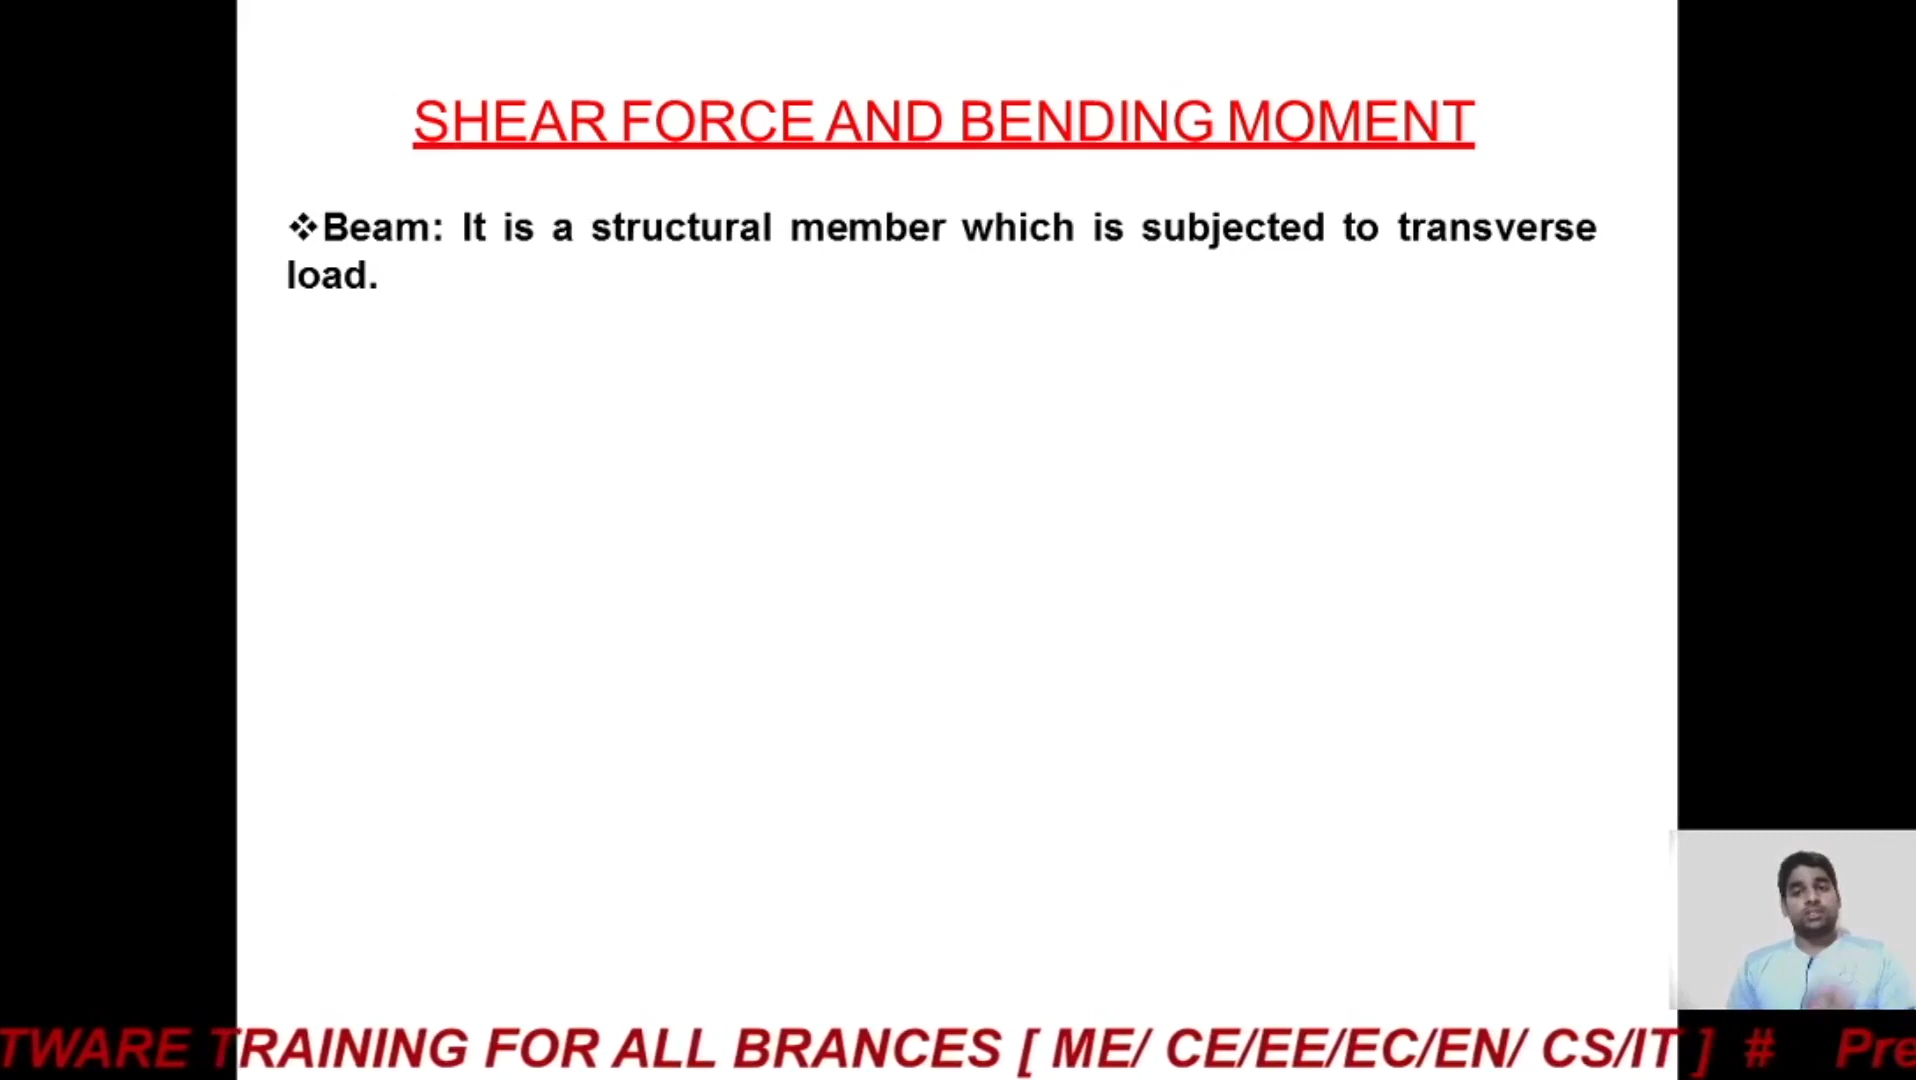 SHEAR FORCE AND BENDING MOMENT
❖Beam: It is a structural member which is subjected to transverse
load.
TWARE TRAINING FOR ALL BRANCES [ ME/ CE/EE/EC/EN/ CS/IT ] # Pre